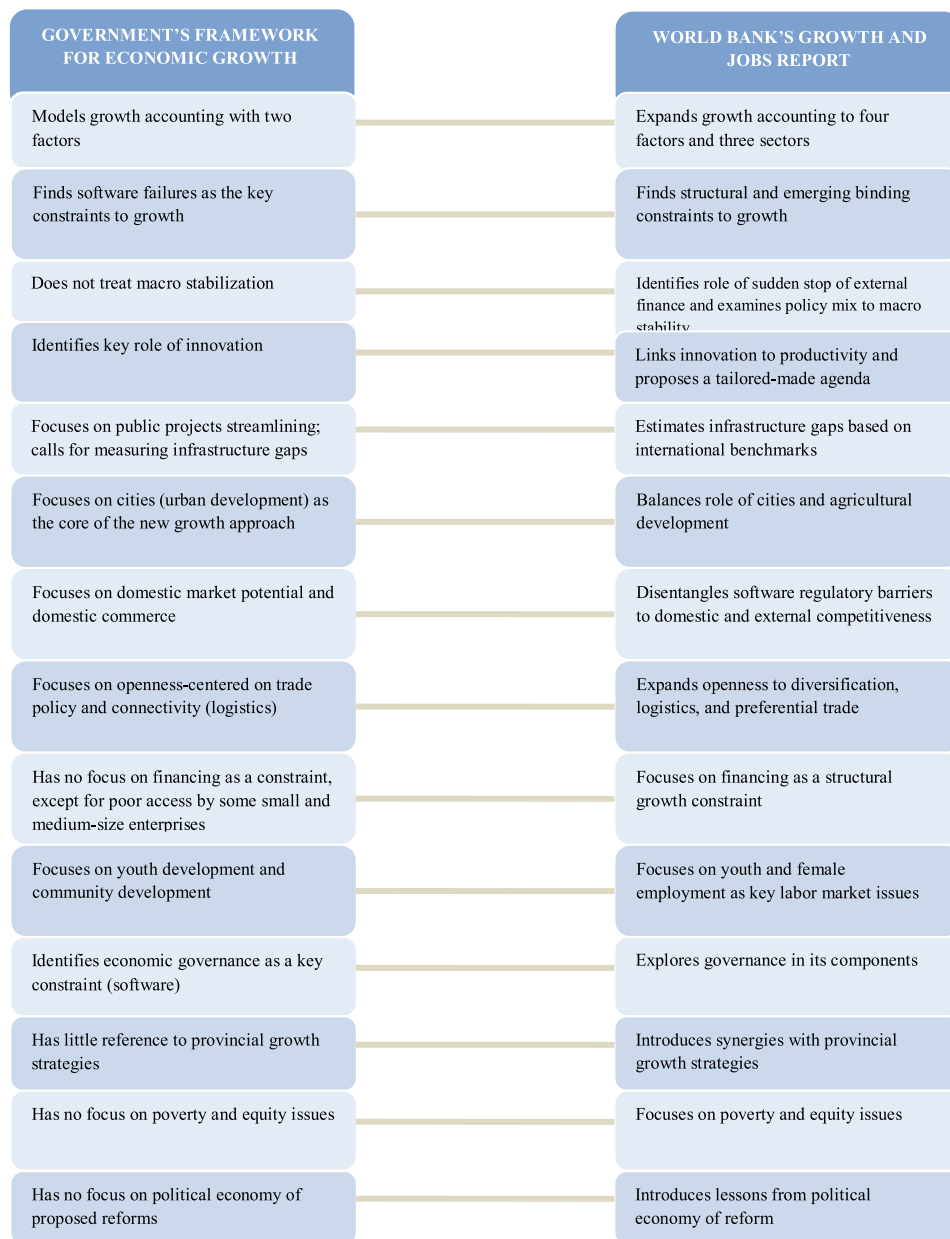 GOVERNMENT'S FRAMEWORK
FOR ECONOMIC GROWTH
WORLD BANK'S GROWTH AND
JOBS REPORT
Models growth accounting with two
factors
Expands growth accounting to four
factors and three sectors
Finds software failures as the key
constraints to growth
Finds structural and emerging binding
constraints to growth
Does not treat macro stabilization
Identifies role of sudden stop of external
finance and examines policy mix to macro
stability
Identifies key role of innovation
Links innovation to productivity and
proposes a tailored-made agenda
Focuses on public projects streamlining;
calls for measuring infrastructure gaps
Estimates infrastructure gaps based on
international benchmarks
Focuses on cities (urban development) as
the core of the new growth approach
Balances role of cities and agricultural
development
Focuses on domestic market potential and
domestic commerce
Disentangles software regulatory barriers
to domestic and external competitiveness
Focuses on openness-centered on trade
policy and connectivity (logistics)
Expands openness to diversification,
logistics, and preferential trade
Has no focus on financing as a constraint,
except for poor access by some small and
medium-size enterprises
Focuses on financing as a structural
growth constraint
Focuses on youth development and
community development
Focuses on youth and female
employment as key labor market issues
Identifies economic governance as a key
constraint (software)
Explores governance in its components
Has little reference to provincial growth
strategies
Introduces synergies with provincial
growth strategies
Has no focus on poverty and equity issues
Focuses on poverty and equity issues
Has no focus on political economy of
proposed reforms
Introduces lessons from political
economy of reform